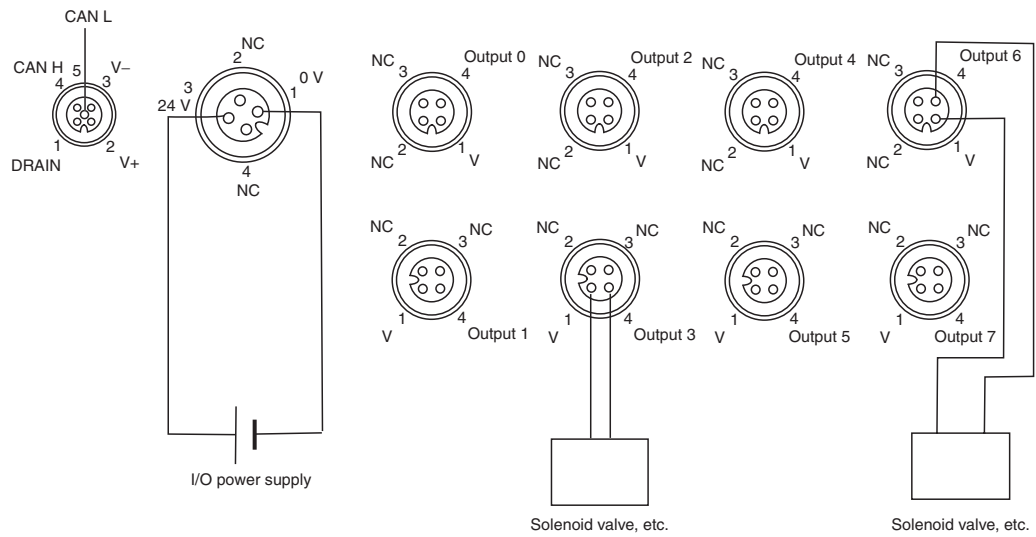 CAN L
CAN H
4
5
3
V–
1
DRAIN
2
V+
NC
2
3
24 V
1
0 V
4
NC
NC
3
4
Output 0
NC
2
1
V
NC
3
4
Output 2
NC
2
1
V
NC
3
4
Output 4
NC
2
1
V
NC
3
4
Output 6
NC
2
1
V
NC
2
3
NC
1
V
4
Output 1
NC
2
3
NC
1
V
4
Output 3
NC
2
3
NC
1
V
4
Output 5
NC
2
3
NC
1
V
4
Output 7
I/O power supply
Solenoid valve, etc.
Solenoid valve, etc.